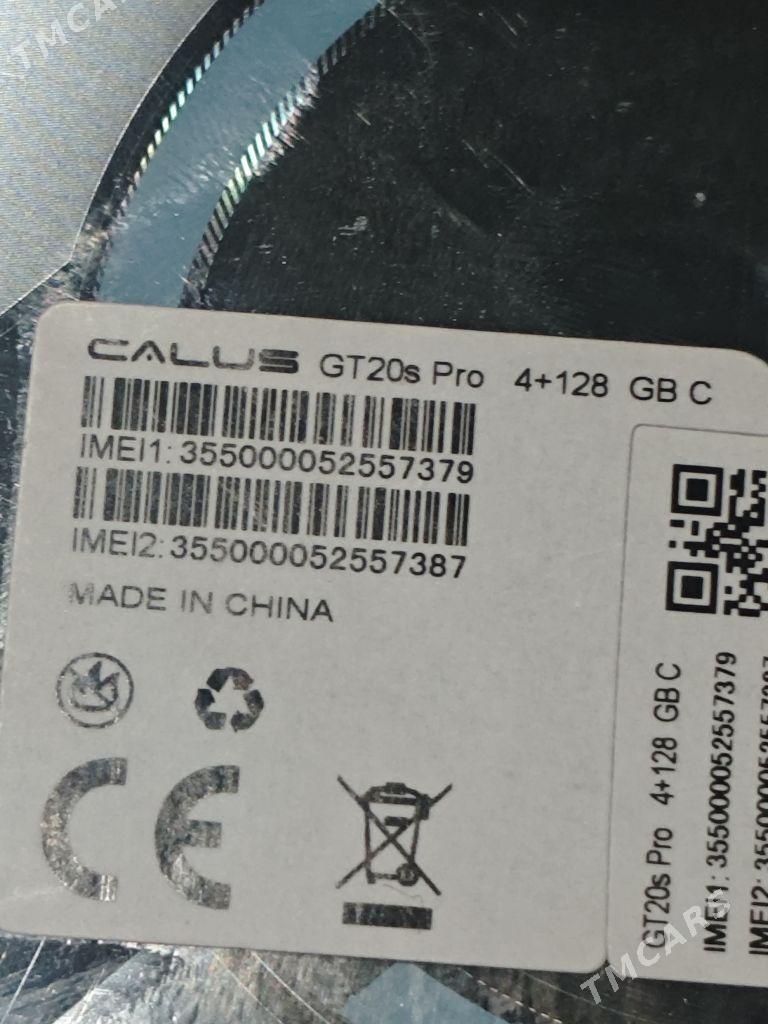 TMCARS
CALUS GT20s Pro 4+128 GB C
IMEI1: 355000052557379
IMEI2: 355000052557387
MADE IN CHINA
CE
GT20s Pro 4+128 GB C
IMEI1: 355000052557379
IMEI2:
TMCARS